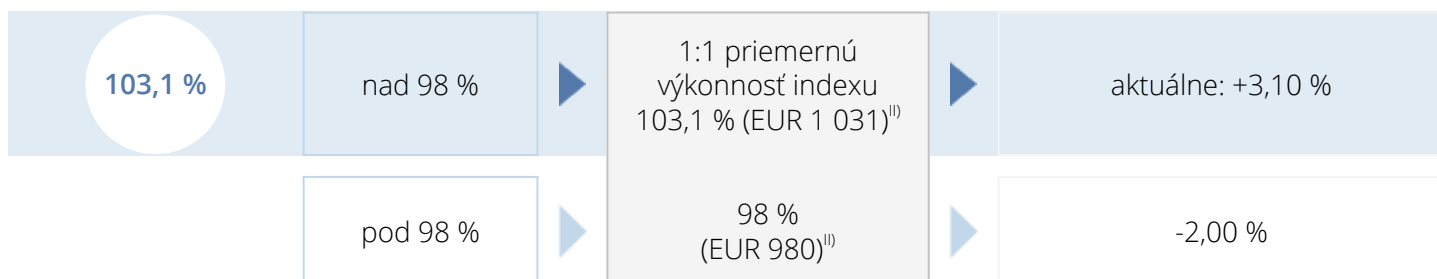 103,1 %
nad 98 %
1:1 priemernú
výkonnosť indexu
103,1 % (EUR 1 031)II)
aktuálne: +3,10 %
pod 98 %
98 %
(EUR 980)II)
-2,00 %